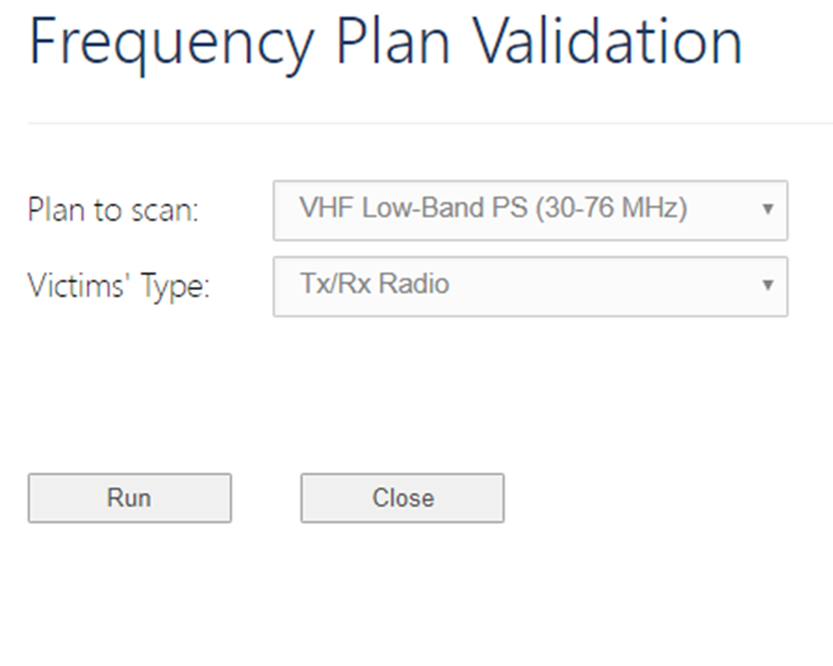 Frequency Plan Validation
Plan to scan: VHF Low-Band PS (30-76 MHz)
Victims' Type: Tx/Rx Radio
Run Close